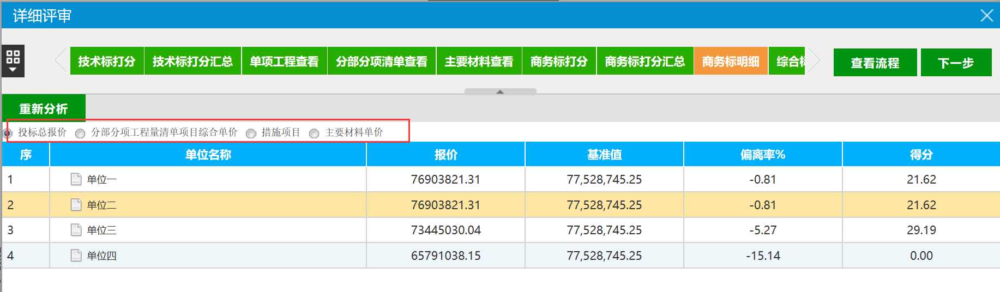 详细评审
技术标打分 技术标打分汇总 单项工程查看 分部分项清单查看 主要材料查看 商务标打分 商务标打分汇总 商务标明细 综合标 查看流程 下一步
重新分析
投标总报价 分部分项工程量清单项目综合单价 措施项目 主要材料单价
序 单位名称 报价 基准值 偏离率% 得分
1 单位一 76903821.31 77,528,745.25 -0.81 21.62
2 单位二 76903821.31 77,528,745.25 -0.81 21.62
3 单位三 73445030.04 77,528,745.25 -5.27 29.19
4 单位四 65791038.15 77,528,745.25 -15.14 0.00